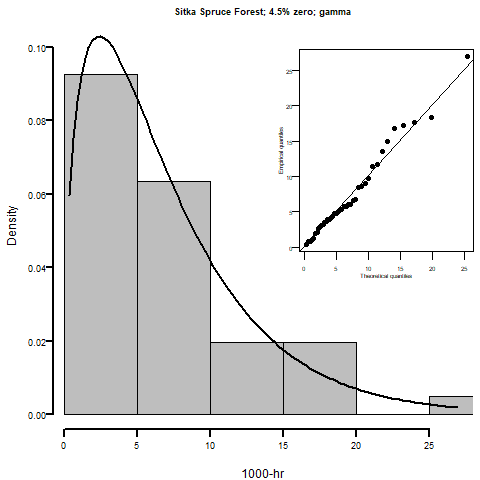 Sitka Spruce Forest; 4.5% zero; gamma
Density
0.10
0.08
0.06
0.04
0.02
0.00
0 5 10 15 20 25
1000-hr
Empirical quantiles
25
20
15
10
5
0
0 5 10 15 20 25
Theoretical quantiles